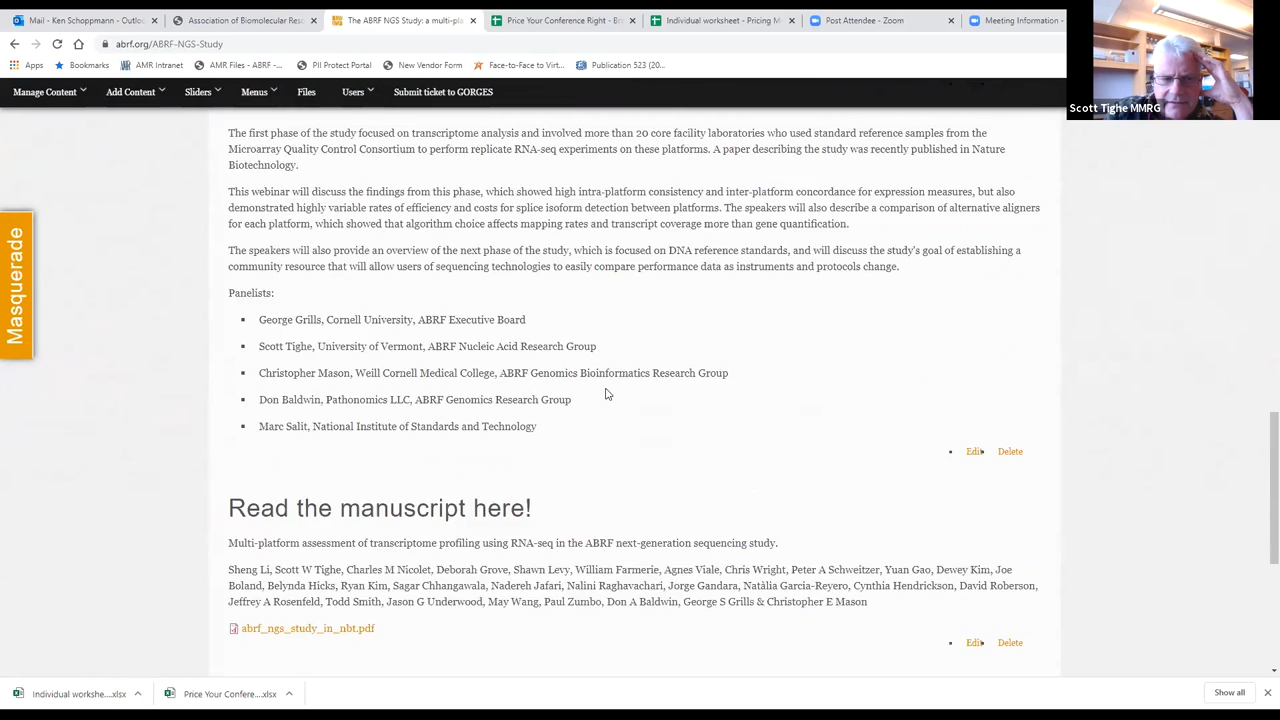 Mail - Ken Schoppmann - Outloo
Association of Biomolecular Res
The ABRF NGS Study: a multi-pla
Price Your Conference Right - Br
Individual worksheet - Pricing M
Post Attendee - Zoom
Meeting Information -
abrf.org/ABRF-NGS-Study
Apps
Bookmarks
AMR Intranet
AMR Files - ABRF -...
PII Protect Portal
New Vendor Form
Face-to-Face to Virt...
Publication 523 (20...
Scott Tighe MMRG
Manage Content
Add Content
Sliders
Menus
Files
Users
Submit ticket to GORGES
The first phase of the study focused on transcriptome analysis and involved more than 20 core facility laboratories who used standard reference samples from the
Microarray Quality Control Consortium to perform replicate RNA-seq experiments on these platforms. A paper describing the study was recently published in Nature
Biotechnology.
This webinar will discuss the findings from this phase, which showed high intra-platform consistency and inter-platform concordance for expression measures, but also
demonstrated highly variable rates of efficiency and costs for splice isoform detection between platforms. The speakers will also describe a comparison of alternative aligners
for each platform, which showed that algorithm choice affects mapping rates and transcript coverage more than gene quantification.
The speakers will also provide an overview of the next phase of the study, which is focused on DNA reference standards, and will discuss the study's goal of establishing a
community resource that will allow users of sequencing technologies to easily compare performance data as instruments and protocols change.
Masquerade
Panelists:
George Grills, Cornell University, ABRF Executive Board
Scott Tighe, University of Vermont, ABRF Nucleic Acid Research Group
Christopher Mason, Weill Cornell Medical College, ABRF Genomics Bioinformatics Research Group
Don Baldwin, Pathonomics LLC, ABRF Genomics Research Group
Marc Salit, National Institute of Standards and Technology
Edit
Delete
Read the manuscript here!
Multi-platform assessment of transcriptome profiling using RNA-seq in the ABRF next-generation sequencing study.
Sheng Li, Scott W Tighe, Charles M Nicolet, Deborah Grove, Shawn Levy, William Farmerie, Agnes Viale, Chris Wright, Peter A Schweitzer, Yuan Gao, Dewey Kim, Joe
Boland, Belynda Hicks, Ryan Kim, Sagar Chhangawala, Nadereh Jafari, Nalini Raghavachari, Jorge Gandara, Natàlia Garcia-Reyero, Cynthia Hendrickson, David Roberson,
Jeffrey A Rosenfeld, Todd Smith, Jason G Underwood, May Wang, Paul Zumbo, Don A Baldwin, George S Grills & Christopher E Mason
abrf_ngs_study_in_nbt.pdf
Edit
Delete
Individual workshe....xlsx
Price Your Confere....xlsx
Show all